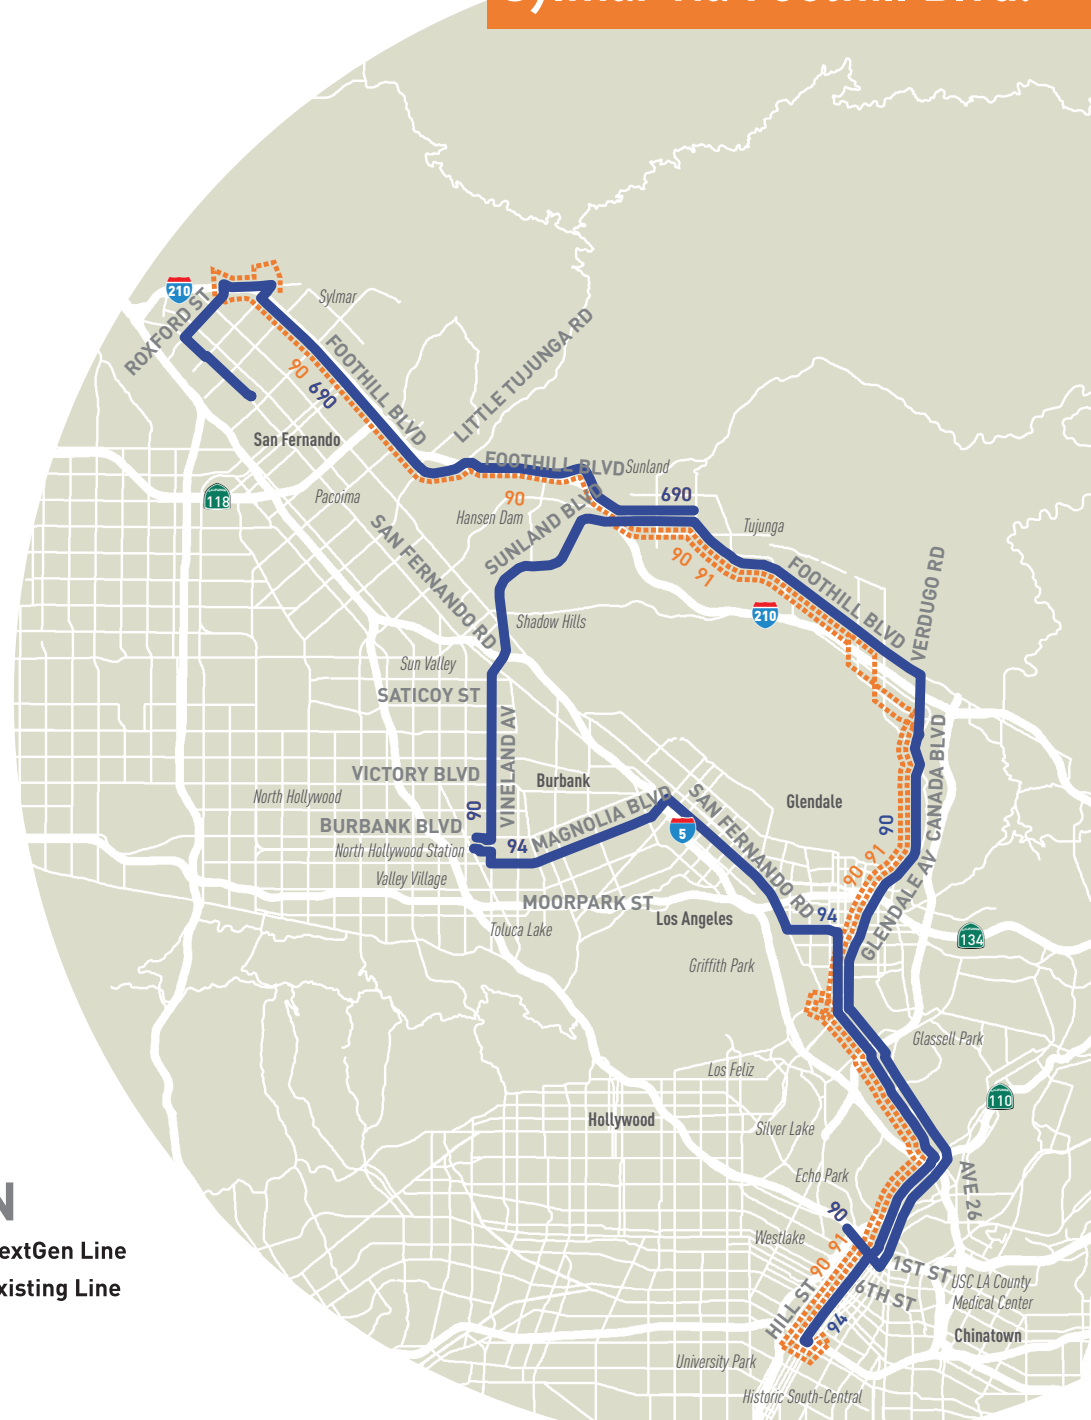 210
Sylmar
ROXFORD ST
FOOTHILL BLVD
LITTLE TUJUNGA RD
90
690
San Fernando
FOOTHILL BLVD
Sunland
118
Pacoima
90
690
Hansen Dam
SUNLAND BLVD
Tujunga
SAN FERNANDO RD
90 91
FOOTHILL BLVD
VERDUGO RD
210
Shadow Hills
Sun Valley
SATICOY ST
VINELAND AV
CANADA BLVD
VICTORY BLVD
Burbank
North Hollywood
90
MAGNOLIA BLVD
SAN FERNANDO RD
Glendale
BURBANK BLVD
5
90
North Hollywood Station
94
90 91
Valley Village
GLENDALE AV
MOORPARK ST
Los Angeles
94
Toluca Lake
134
Griffith Park
Glassell Park
Los Feliz
110
Hollywood
Silver Lake
Echo Park
AVE 26
N
90
Westlake
90 91
1ST ST
USC LA County
Medical Center
6TH ST
HILL ST
94
Chinatown
University Park
Historic South-Central
Line
Line